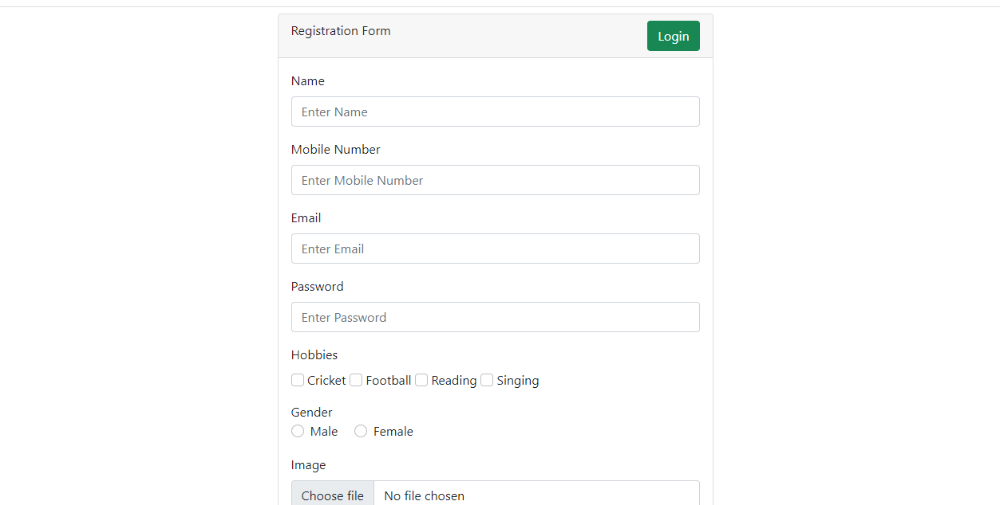 Registration Form
Login
Name
Enter Name
Mobile Number
Enter Mobile Number
Email
Enter Email
Password
Enter Password
Hobbies
Cricket Football Reading Singing
Gender
Male Female
Image
Choose file No file chosen